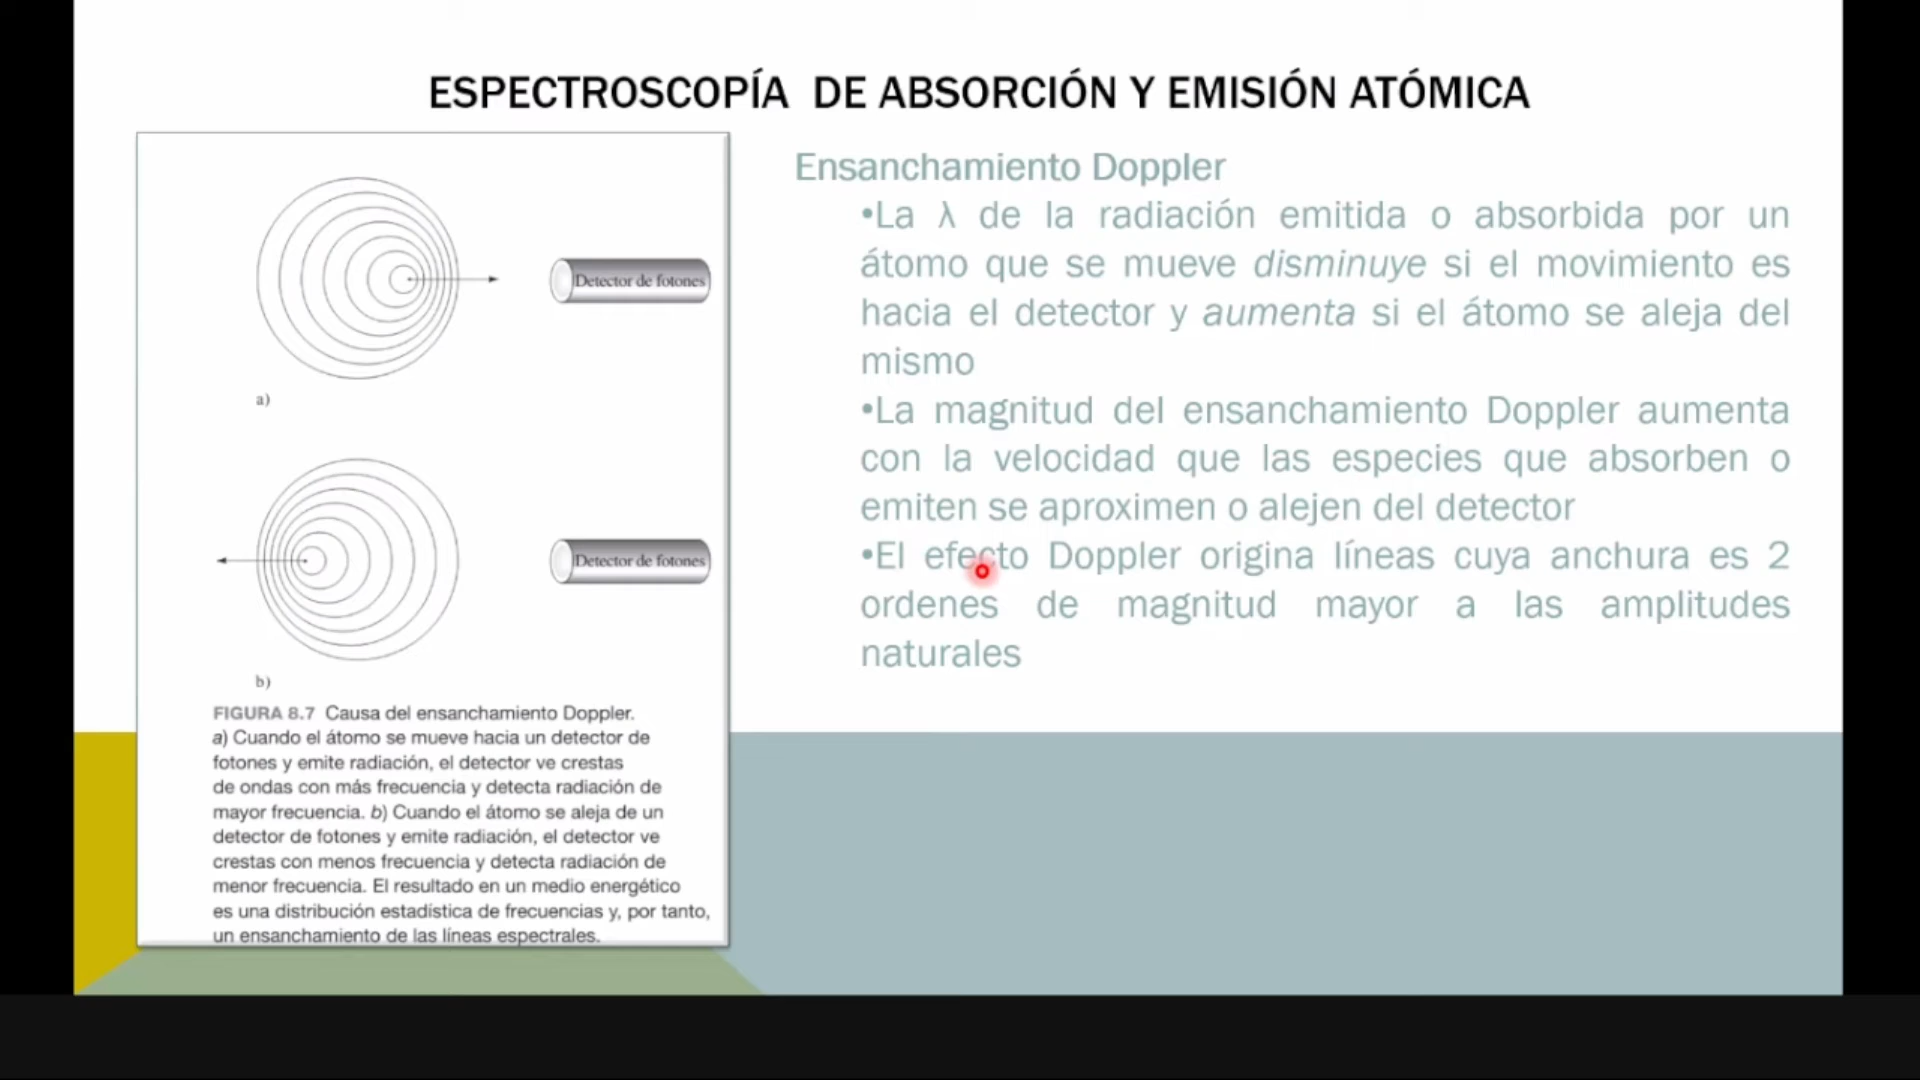 ESPECTROSCOPÍA DE ABSORCIÓN Y EMISIÓN ATÓMICA
Detector de fotones
a)
Detector de fotones
b)
FIGURA 8.7 Causa del ensanchamiento Doppler.
a) Cuando el átomo se mueve hacia un detector de
fotones y emite radiación, el detector ve crestas
de ondas con más frecuencia y detecta radiación de
mayor frecuencia. b) Cuando el átomo se aleja de un
detector de fotones y emite radiación, el detector ve
crestas con menos frecuencia y detecta radiación de
menor frecuencia. El resultado en un medio energético
es una distribución estadística de frecuencias y, por tanto,
un ensanchamiento de las líneas espectrales.
Ensanchamiento Doppler
•La λ de la radiación emitida o absorbida por un
átomo que se mueve disminuye si el movimiento es
hacia el detector y aumenta si el átomo se aleja del
mismo
•La magnitud del ensanchamiento Doppler aumenta
con la velocidad que las especies que absorben o
emiten se aproximen o alejen del detector
•El efecto Doppler origina líneas cuya anchura es 2
ordenes de magnitud mayor a las amplitudes
naturales